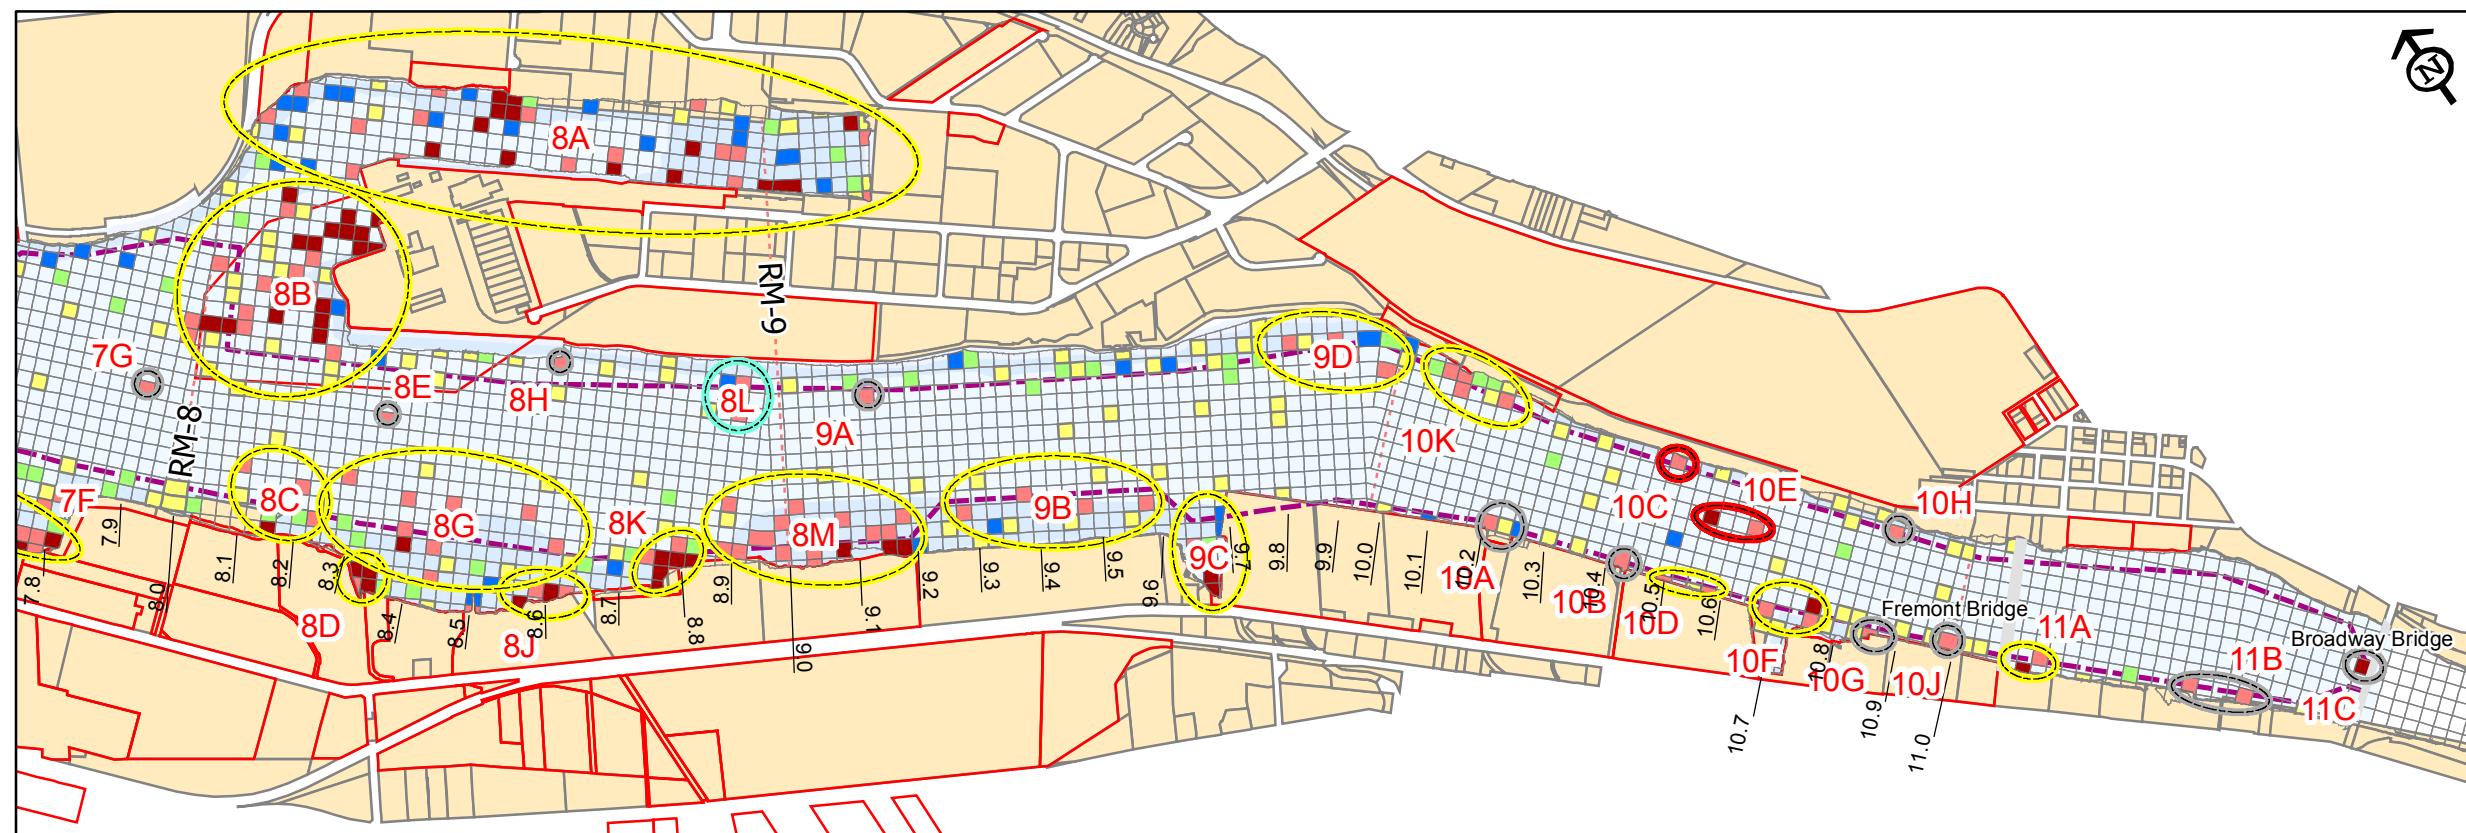 N
8A
8B
RM-9
7G
8E
8H
8L
9A
9D
10K
RM-8
7F
8C
8G
8K
8M
9B
9C
10C
10E
10H
10A
10B
10D
10F
10G
10J
11A
11B
11C
8D
8J
Fremont Bridge
Broadway Bridge
7.8
7.9
8.0
8.1
8.2
8.3
8.4
8.5
8.6
8.7
8.8
8.9
9.0
9.1
9.2
9.3
9.4
9.5
9.6
9.7
9.8
9.9
10.0
10.1
10.2
10.3
10.4
10.5
10.6
10.7
10.8
10.9
11.0